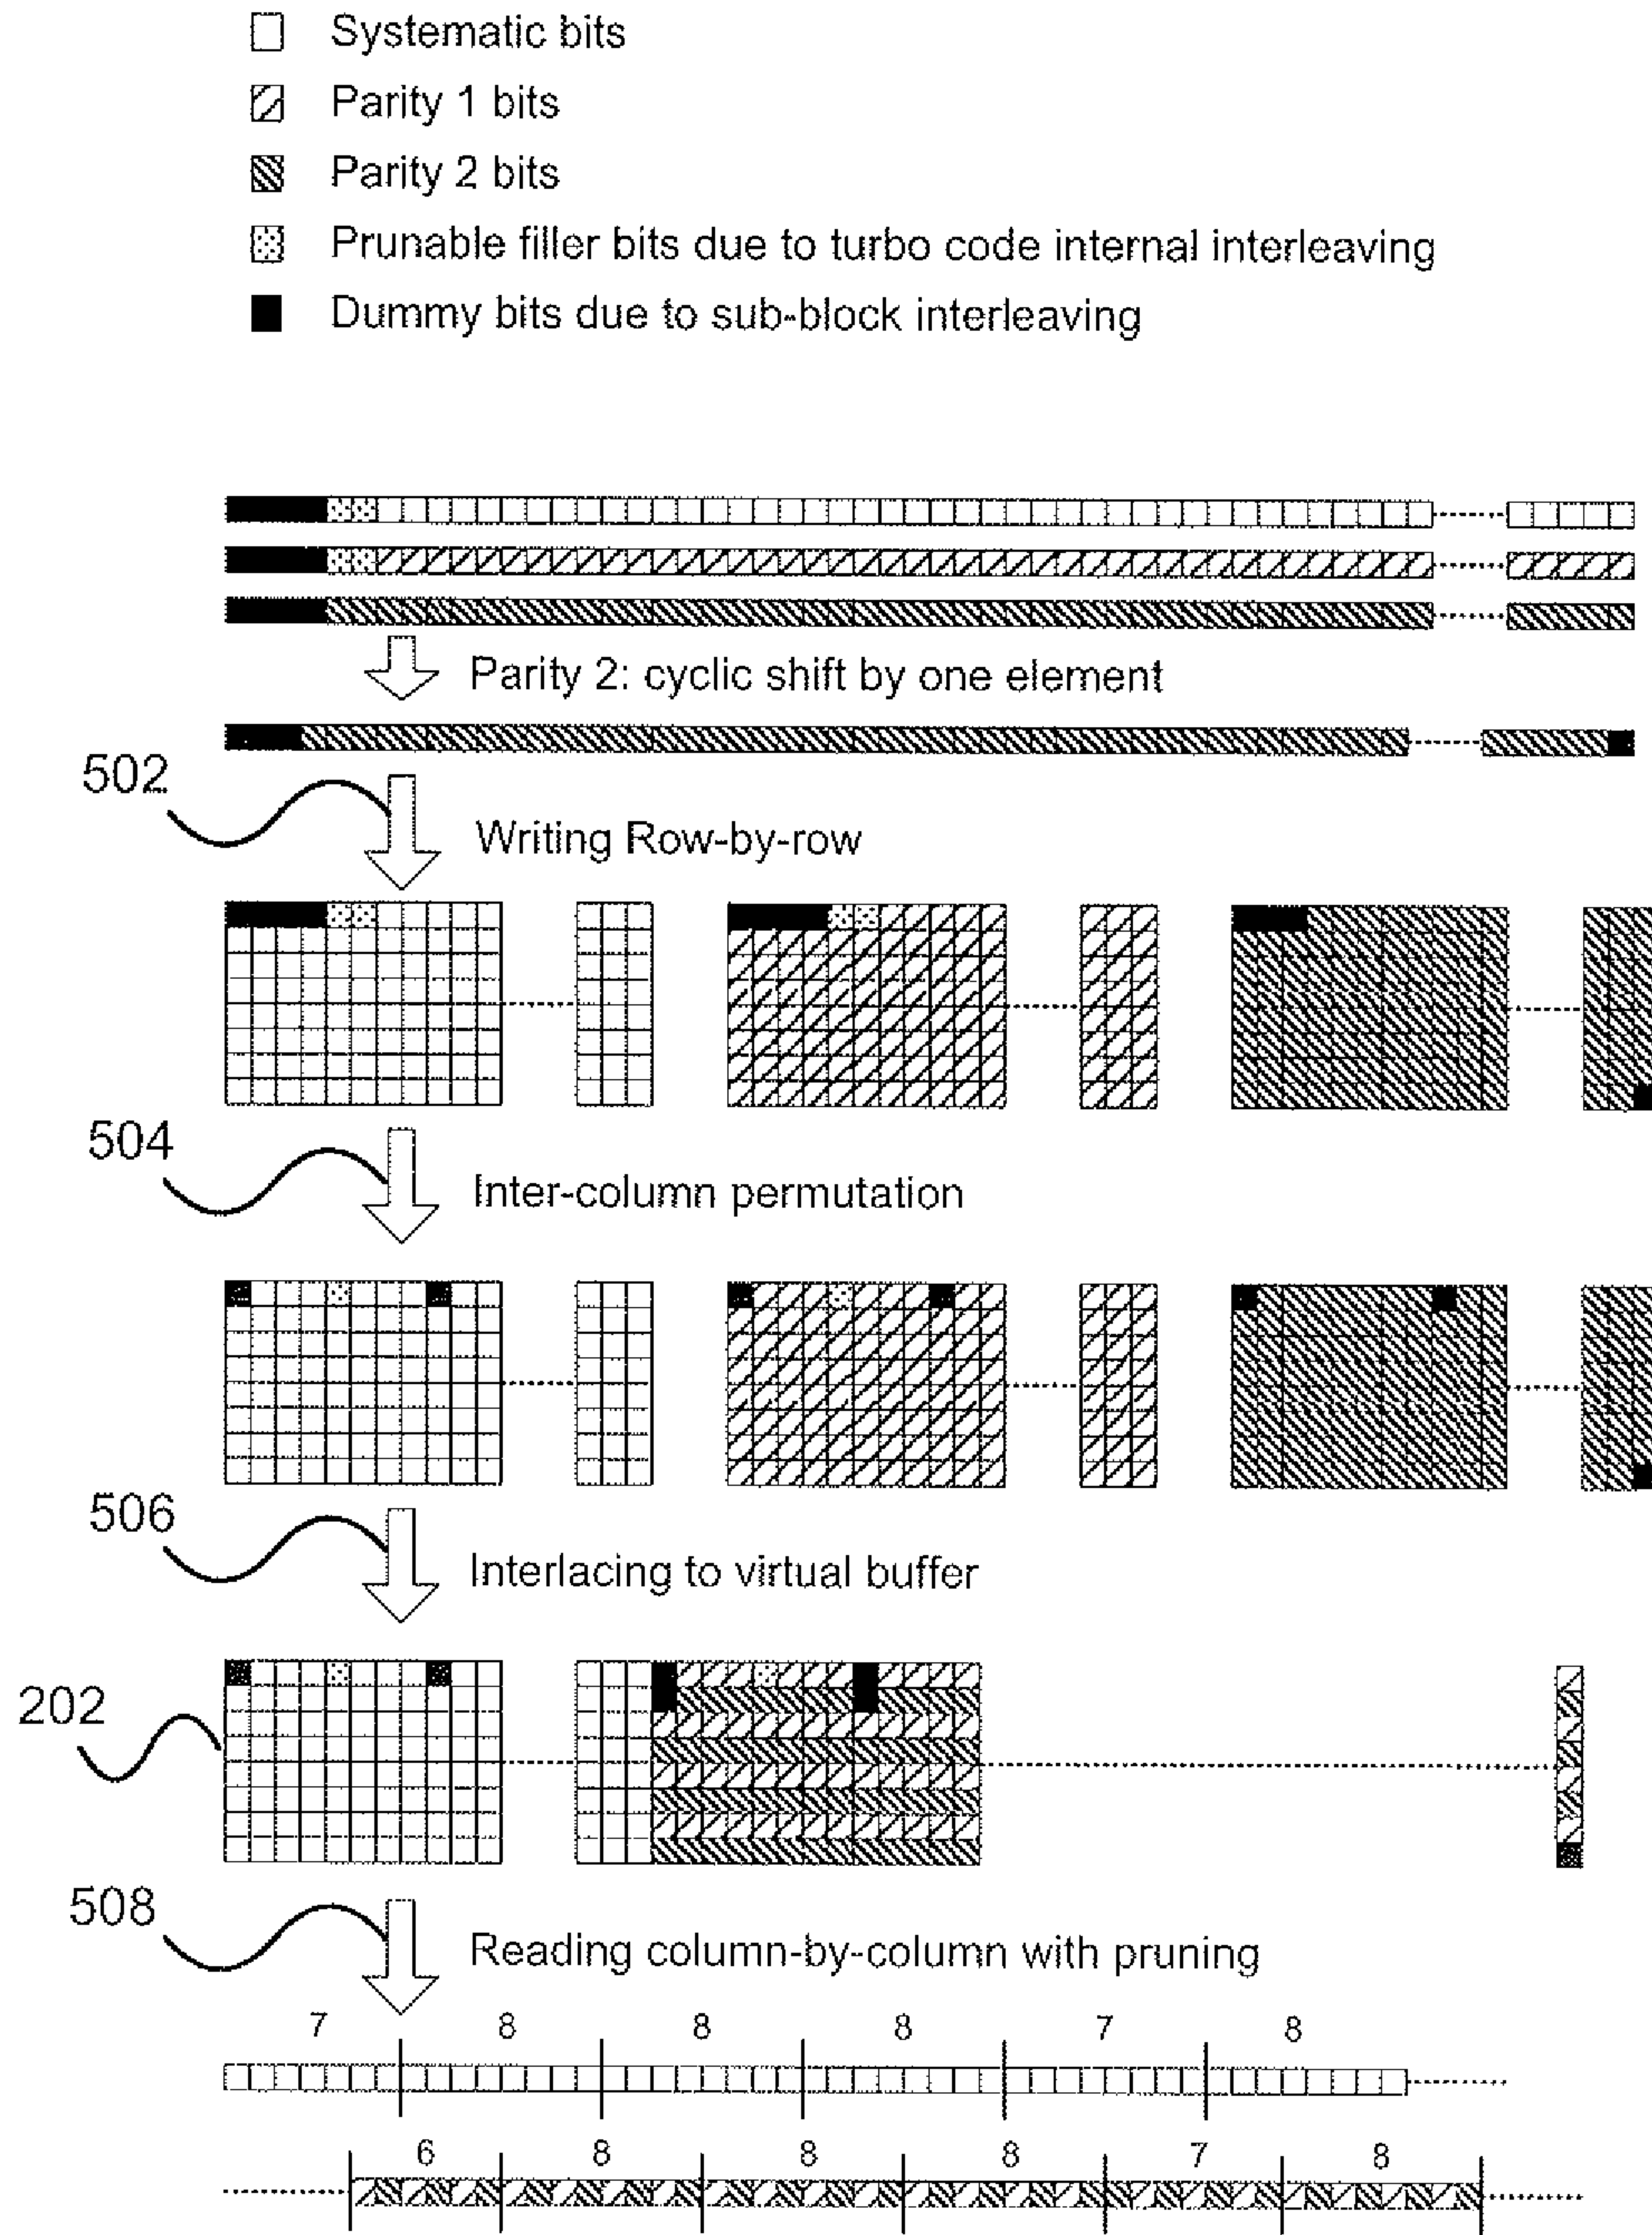 Systematic bits
Parity 1 bits
Parity 2 bits
Prunable filler bits due to turbo code internal interleaving
Dummy bits due to sub-block interleaving
Parity 2: cyclic shift by one element
502
Writing Row-by-row
504
Inter-column permutation
506
Interlacing to virtual buffer
202
508
Reading column-by-column with pruning
7 8 8 8 7 8
6 8 8 8 7 8